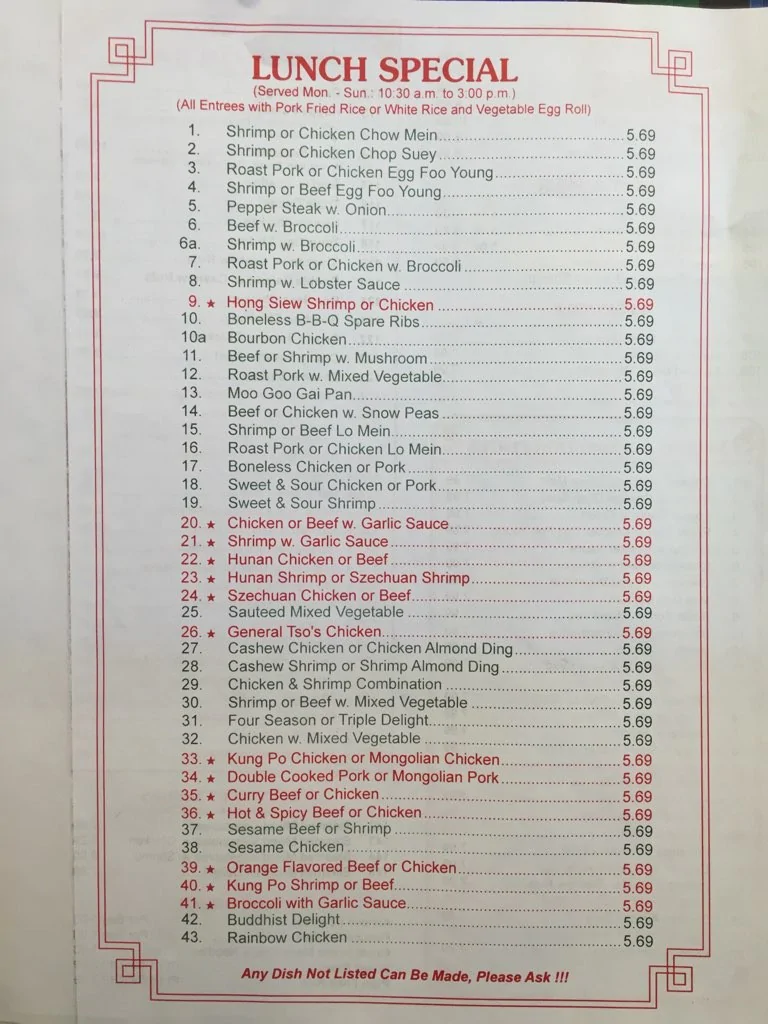 LUNCH SPECIAL
(Served Mon. - Sun.: 10:30 a.m. to 3:00 p.m.)
(All Entrees with Pork Fried Rice or White Rice and Vegetable Egg Roll)
1. Shrimp or Chicken Chow Mein 5.69
2. Shrimp or Chicken Chop Suey 5.69
3. Roast Pork or Chicken Egg Foo Young 5.69
4. Shrimp or Beef Egg Foo Young 5.69
5. Pepper Steak w. Onion 5.69
6. Beef w. Broccoli 5.69
6a. Shrimp w. Broccoli 5.69
7. Roast Pork or Chicken w. Broccoli 5.69
8. Shrimp w. Lobster Sauce 5.69
9. ★ Hong Siew Shrimp or Chicken 5.69
10. Boneless B-B-Q Spare Ribs 5.69
10a Bourbon Chicken 5.69
11. Beef or Shrimp w. Mushroom 5.69
12. Roast Pork w. Mixed Vegetable 5.69
13. Moo Goo Gai Pan 5.69
14. Beef or Chicken w. Snow Peas 5.69
15. Shrimp or Beef Lo Mein 5.69
16. Roast Pork or Chicken Lo Mein 5.69
17. Boneless Chicken or Pork 5.69
18. Sweet & Sour Chicken or Pork 5.69
19. Sweet & Sour Shrimp 5.69
20. ★ Chicken or Beef w. Garlic Sauce 5.69
21. ★ Shrimp w. Garlic Sauce 5.69
22. ★ Hunan Chicken or Beef 5.69
23. ★ Hunan Shrimp or Szechuan Shrimp 5.69
24. ★ Szechuan Chicken or Beef 5.69
25. Sauteed Mixed Vegetable 5.69
26. ★ General Tso's Chicken 5.69
27. Cashew Chicken or Chicken Almond Ding 5.69
28. Cashew Shrimp or Shrimp Almond Ding 5.69
29. Chicken & Shrimp Combination 5.69
30. Shrimp or Beef w. Mixed Vegetable 5.69
31. Four Season or Triple Delight 5.69
32. Chicken w. Mixed Vegetable 5.69
33. ★ Kung Po Chicken or Mongolian Chicken 5.69
34. ★ Double Cooked Pork or Mongolian Pork 5.69
35. ★ Curry Beef or Chicken 5.69
36. ★ Hot & Spicy Beef or Chicken 5.69
37. Sesame Beef or Shrimp 5.69
38. Sesame Chicken 5.69
39. ★ Orange Flavored Beef or Chicken 5.69
40. ★ Kung Po Shrimp or Beef 5.69
41. ★ Broccoli with Garlic Sauce 5.69
42. Buddhist Delight 5.69
43. Rainbow Chicken 5.69
Any Dish Not Listed Can Be Made, Please Ask !!!